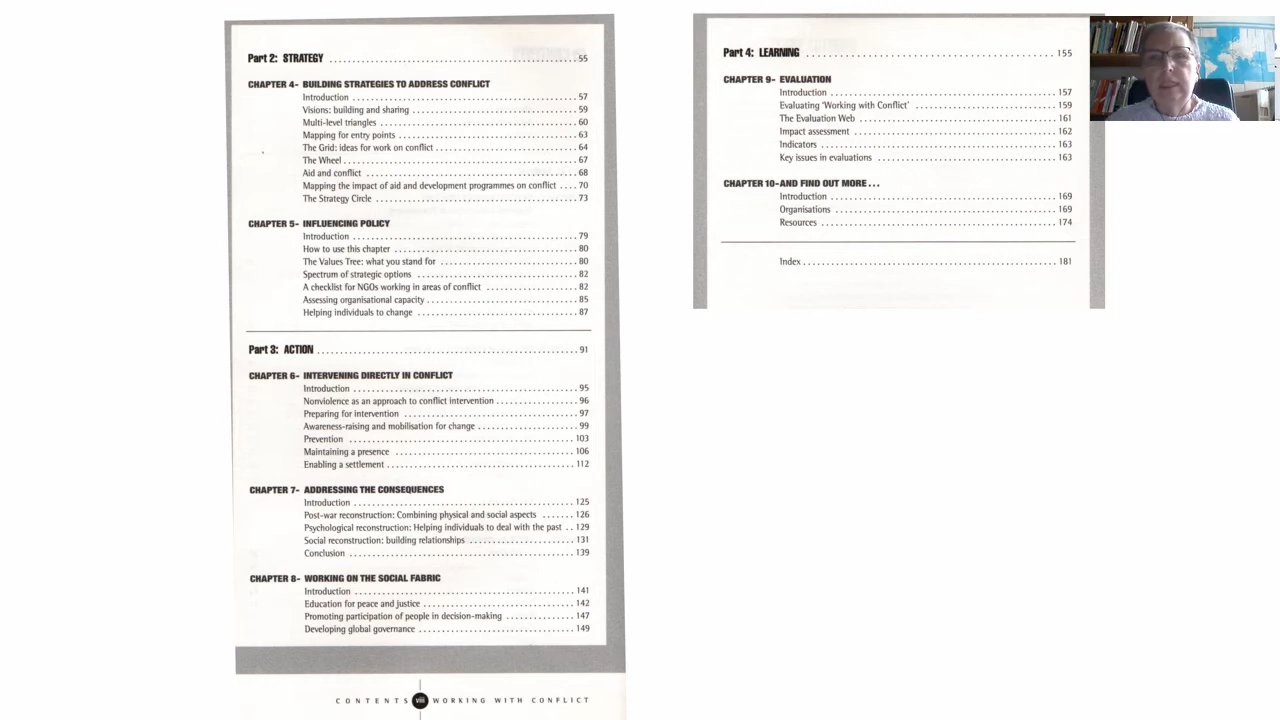 Part 2: STRATEGY ........ 55
CHAPTER 4- BUILDING STRATEGIES TO ADDRESS CONFLICT
Introduction ........ 57
Visions: building and sharing ........ 59
Multi-level triangles ........ 60
Mapping for entry points ........ 63
The Grid: ideas for work on conflict ........ 64
The Wheel ........ 67
Aid and conflict ........ 68
Mapping the impact of aid and development programmes on conflict .... 70
The Strategy Circle ........ 73
CHAPTER 5- INFLUENCING POLICY
Introduction ........ 79
How to use this chapter ........ 80
The Values Tree: what you stand for ........ 80
Spectrum of strategic options ........ 82
A checklist for NGOs working in areas of conflict ........ 82
Assessing organisational capacity ........ 85
Helping individuals to change ........ 87
Part 3: ACTION ........ 91
CHAPTER 6- INTERVENING DIRECTLY IN CONFLICT
Introduction ........ 95
Nonviolence as an approach to conflict intervention ........ 96
Preparing for intervention ........ 97
Awareness-raising and mobilisation for change ........ 99
Prevention ........ 103
Maintaining a presence ........ 106
Enabling a settlement ........ 112
CHAPTER 7- ADDRESSING THE CONSEQUENCES
Introduction ........ 125
Post-war reconstruction: Combining physical and social aspects ....... 126
Psychological reconstruction: Helping individuals to deal with the past .. 129
Social reconstruction: building relationships ........ 131
Conclusion ........ 139
CHAPTER 8- WORKING ON THE SOCIAL FABRIC
Introduction ........ 141
Education for peace and justice ........ 142
Promoting participation of people in decision-making ........ 147
Developing global governance ........ 149
CONTENTS viii WORKING WITH CONFLICT
Part 4: LEARNING ........ 155
CHAPTER 9- EVALUATION
Introduction ........ 157
Evaluating 'Working with Conflict' ........ 159
The Evaluation Web ........ 161
Impact assessment ........ 162
Indicators ........ 163
Key issues in evaluations ........ 163
CHAPTER 10- AND FIND OUT MORE...
Introduction ........ 169
Organisations ........ 169
Resources ........ 174
Index ........ 181